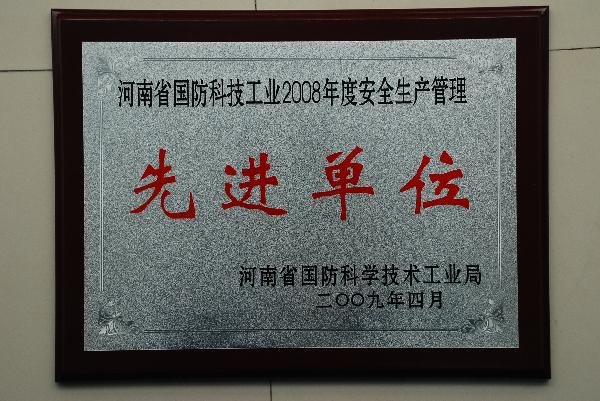 河南省国防科技工业2008年度安全生产管理
先进单位
河南省国防科学技术工业局
二〇〇九年四月